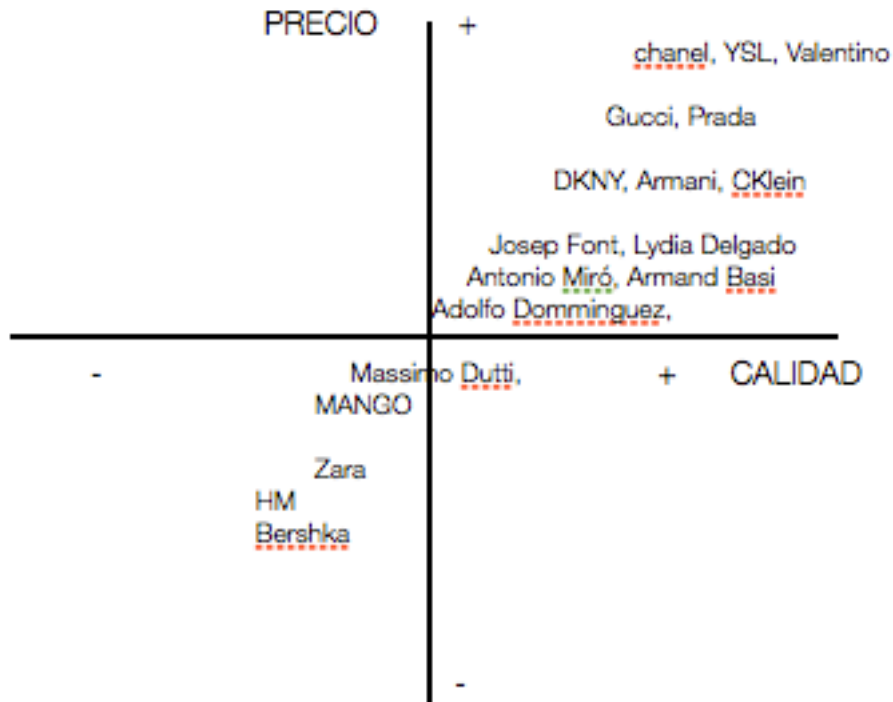 PRECIO +
chanel, YSL, Valentino
Gucci, Prada
DKNY, Armani, CKlein
Josep Font, Lydia Delgado
Antonio Miró, Armand Basi
Adolfo Domminguez,
- Massimo Dutti, + CALIDAD
MANGO
Zara
HM
Bershka
-